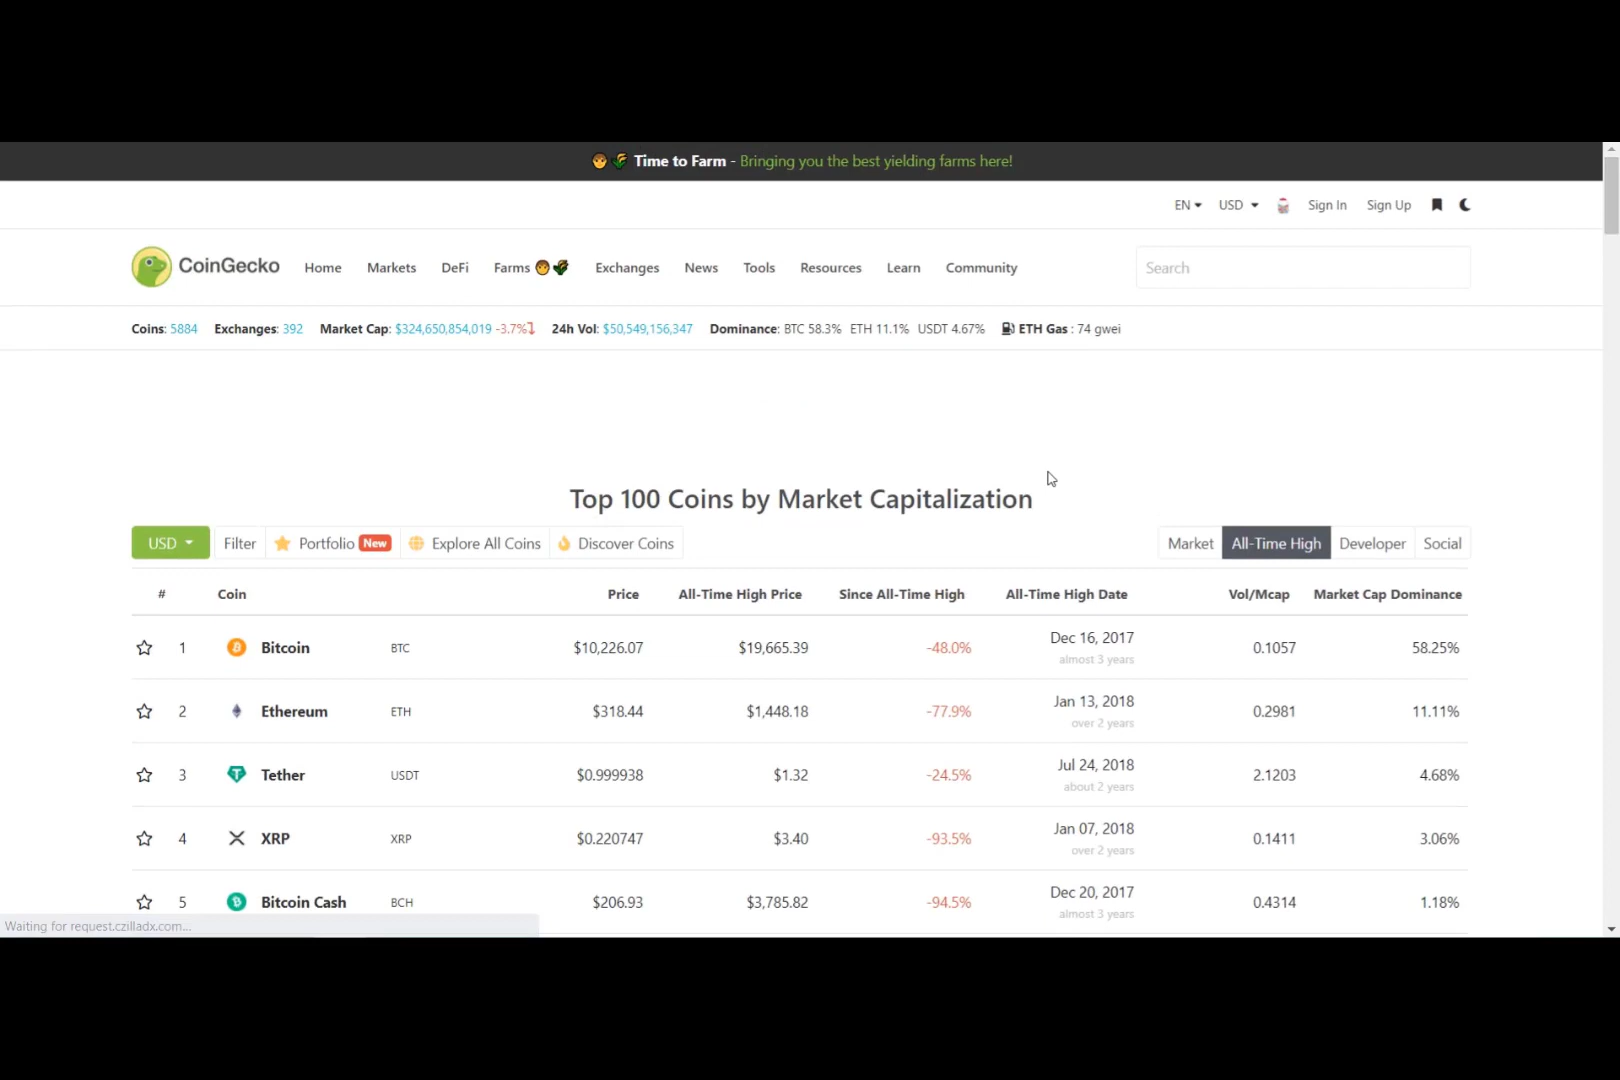 Time to Farm - Bringing you the best yielding farms here!
EN USD Sign In Sign Up
CoinGecko Home Markets DeFi Farms Exchanges News Tools Resources Learn Community Search
Coins: 5884 Exchanges: 392 Market Cap: $324,650,854,019 -3.7% 24h Vol: $50,549,156,347 Dominance: BTC 58.3% ETH 11.1% USDT 4.67% ETH Gas : 74 gwei
Top 100 Coins by Market Capitalization
USD Filter Portfolio New Explore All Coins Discover Coins Market All-Time High Developer Social
# Coin Price All-Time High Price Since All-Time High All-Time High Date Vol/Mcap Market Cap Dominance
1 Bitcoin BTC $10,226.07 $19,665.39 -48.0% Dec 16, 2017 0.1057 58.25%
almost 3 years
2 Ethereum ETH $318.44 $1,448.18 -77.9% Jan 13, 2018 0.2981 11.11%
over 2 years
3 Tether USDT $0.999938 $1.32 -24.5% Jul 24, 2018 2.1203 4.68%
about 2 years
4 XRP XRP $0.220747 $3.40 -93.5% Jan 07, 2018 0.1411 3.06%
over 2 years
5 Bitcoin Cash BCH $206.93 $3,785.82 -94.5% Dec 20, 2017 0.4314 1.18%
almost 3 years
Waiting for request.czilladx.com...